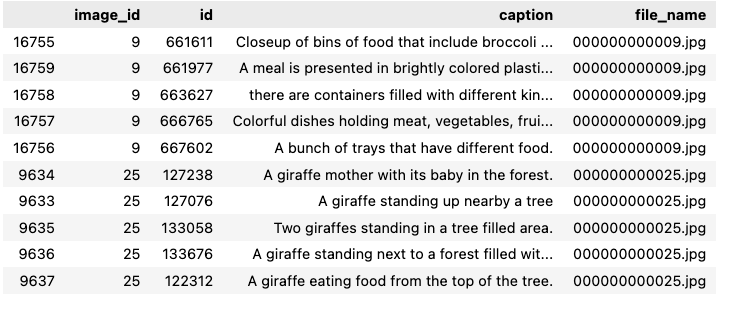 image_id id caption file_name
16755 9 661611 Closeup of bins of food that include broccoli ... 000000000009.jpg
16759 9 661977 A meal is presented in brightly colored plasti... 000000000009.jpg
16758 9 663627 there are containers filled with different kin... 000000000009.jpg
16757 9 666765 Colorful dishes holding meat, vegetables, frui... 000000000009.jpg
16756 9 667602 A bunch of trays that have different food. 000000000009.jpg
9634 25 127238 A giraffe mother with its baby in the forest. 000000000025.jpg
9633 25 127076 A giraffe standing up nearby a tree 000000000025.jpg
9635 25 133058 Two giraffes standing in a tree filled area. 000000000025.jpg
9636 25 133676 A giraffe standing next to a forest filled wit... 000000000025.jpg
9637 25 122312 A giraffe eating food from the top of the tree. 000000000025.jpg